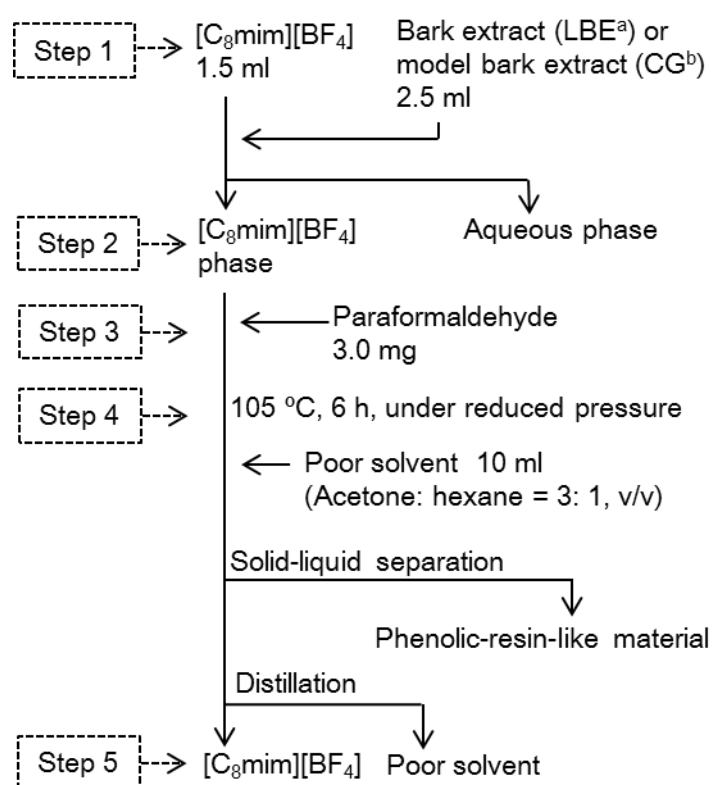 Step 1
[C₈mim][BF₄]
1.5 ml
Bark extract (LBEᵃ) or
model bark extract (CGᵇ)
2.5 ml
Step 2
[C₈mim][BF₄]
phase
Aqueous phase
Step 3
Paraformaldehyde
3.0 mg
Step 4
105 ºC, 6 h, under reduced pressure
Poor solvent 10 ml
(Acetone: hexane = 3: 1, v/v)
Solid-liquid separation
Phenolic-resin-like material
Distillation
Step 5
[C₈mim][BF₄]
Poor solvent